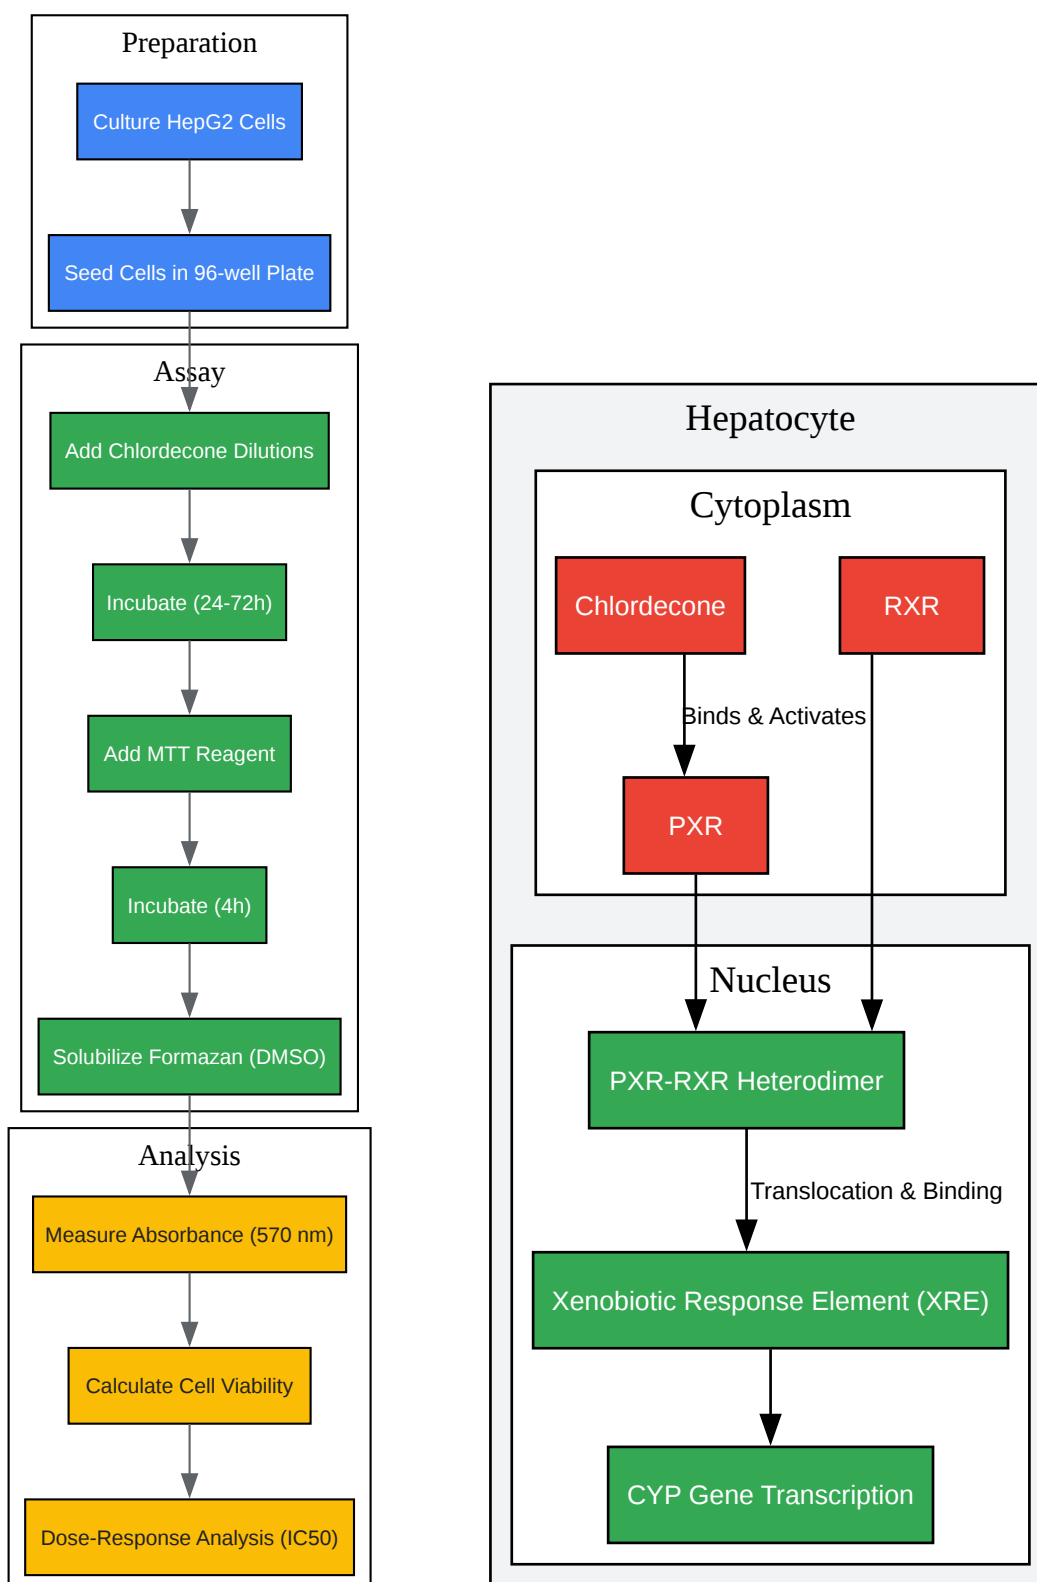 Preparation
Culture HepG2 Cells
Seed Cells in 96-well Plate
Assay
Add Chlordecone Dilutions
Incubate (24-72h)
Add MTT Reagent
Incubate (4h)
Solubilize Formazan (DMSO)
Analysis
Measure Absorbance (570 nm)
Calculate Cell Viability
Dose-Response Analysis (IC50)
Hepatocyte
Cytoplasm
Chlordecone
RXR
Binds & Activates
PXR
Nucleus
PXR-RXR Heterodimer
Translocation & Binding
Xenobiotic Response Element (XRE)
CYP Gene Transcription